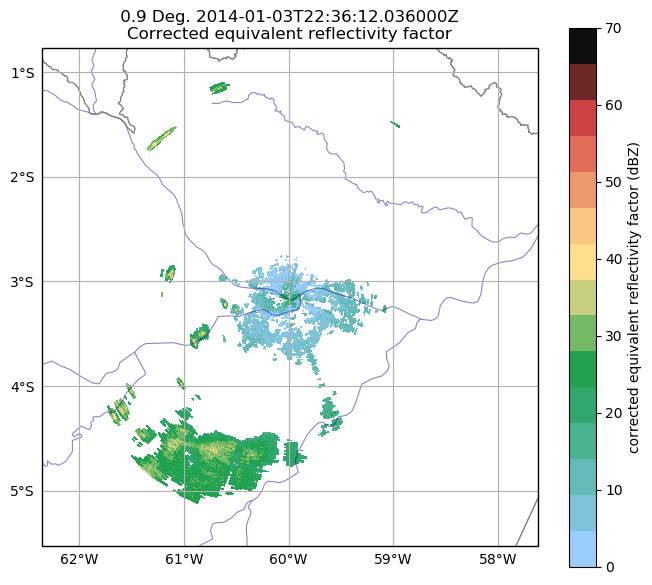 0.9 Deg. 2014-01-03T22:36:12.036000Z
Corrected equivalent reflectivity factor
1°S
2°S
3°S
4°S
5°S
62°W
61°W
60°W
59°W
58°W
70
60
50
40
30
20
10
0
corrected equivalent reflectivity factor (dBZ)